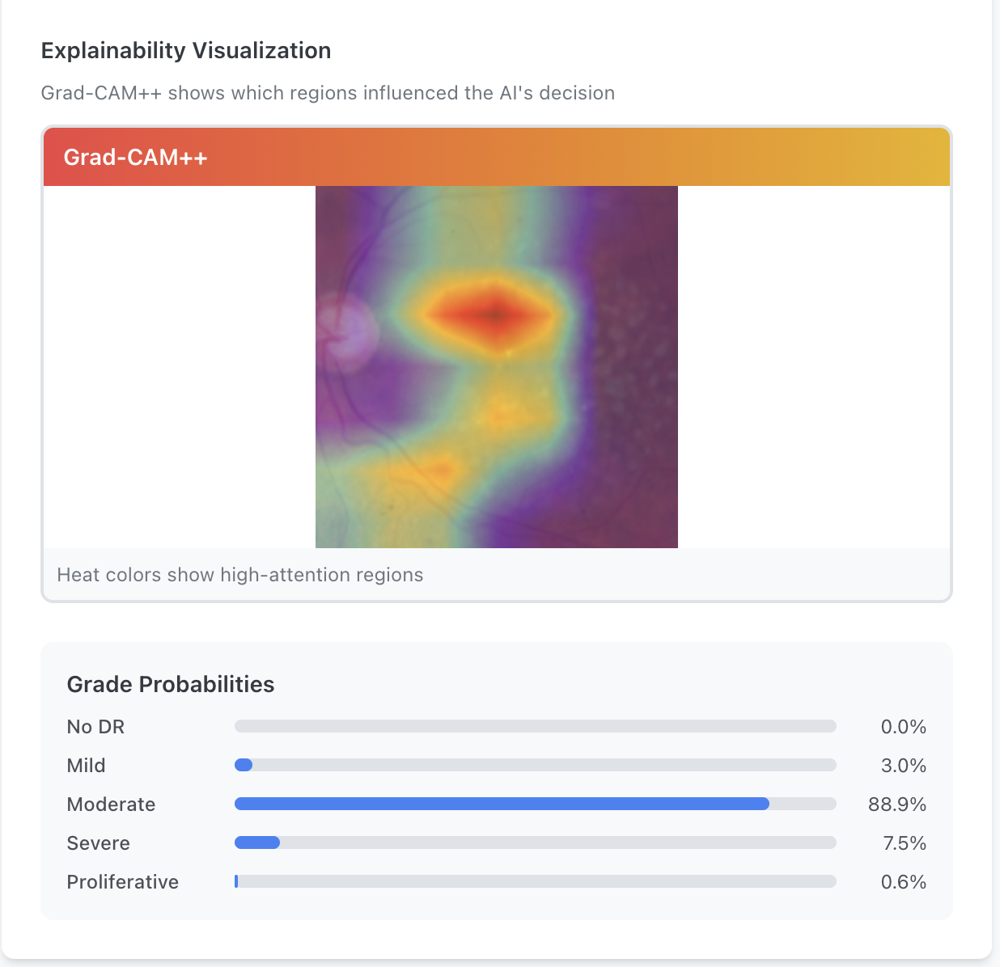 Explainability Visualization
Grad-CAM++ shows which regions influenced the AI's decision
Grad-CAM++
Heat colors show high-attention regions
Grade Probabilities
No DR 0.0%
Mild 3.0%
Moderate 88.9%
Severe 7.5%
Proliferative 0.6%